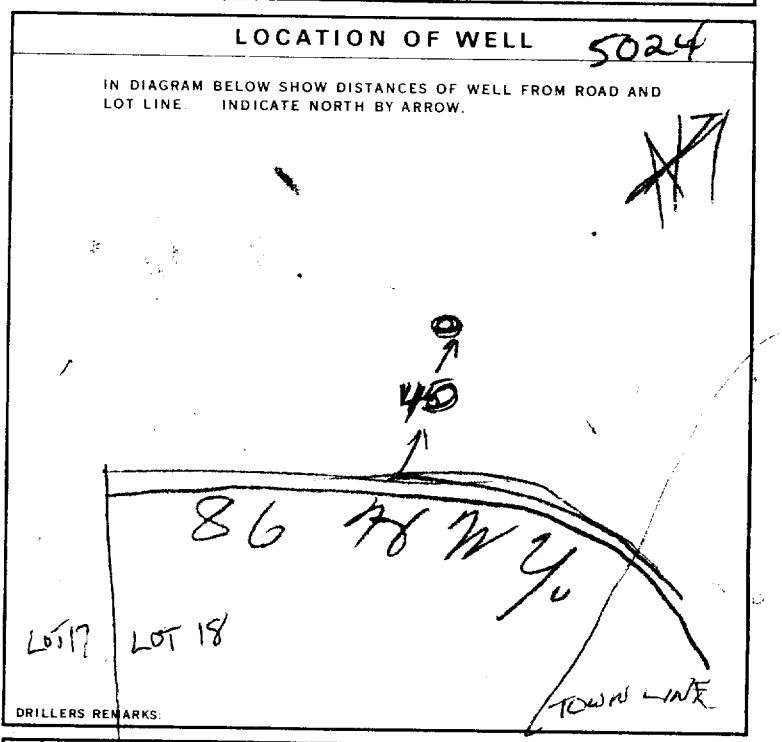 LOCATION OF WELL 5024
IN DIAGRAM BELOW SHOW DISTANCES OF WELL FROM ROAD AND
LOT LINE. INDICATE NORTH BY ARROW.
N
86 HWY.
LOT 17 LOT 18
TOWN LINE
DRILLERS REMARKS: